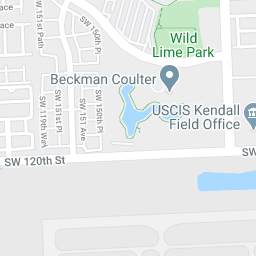 SW 150th Pl
SW 151st Path
ace
Wild
Lime Park
Beckman Coulter
SW 119th Way
SW 151st Pl
SW 151 Ave
SW 150th Pl
USCIS Kendall
Field Office
SW 120th St
SW